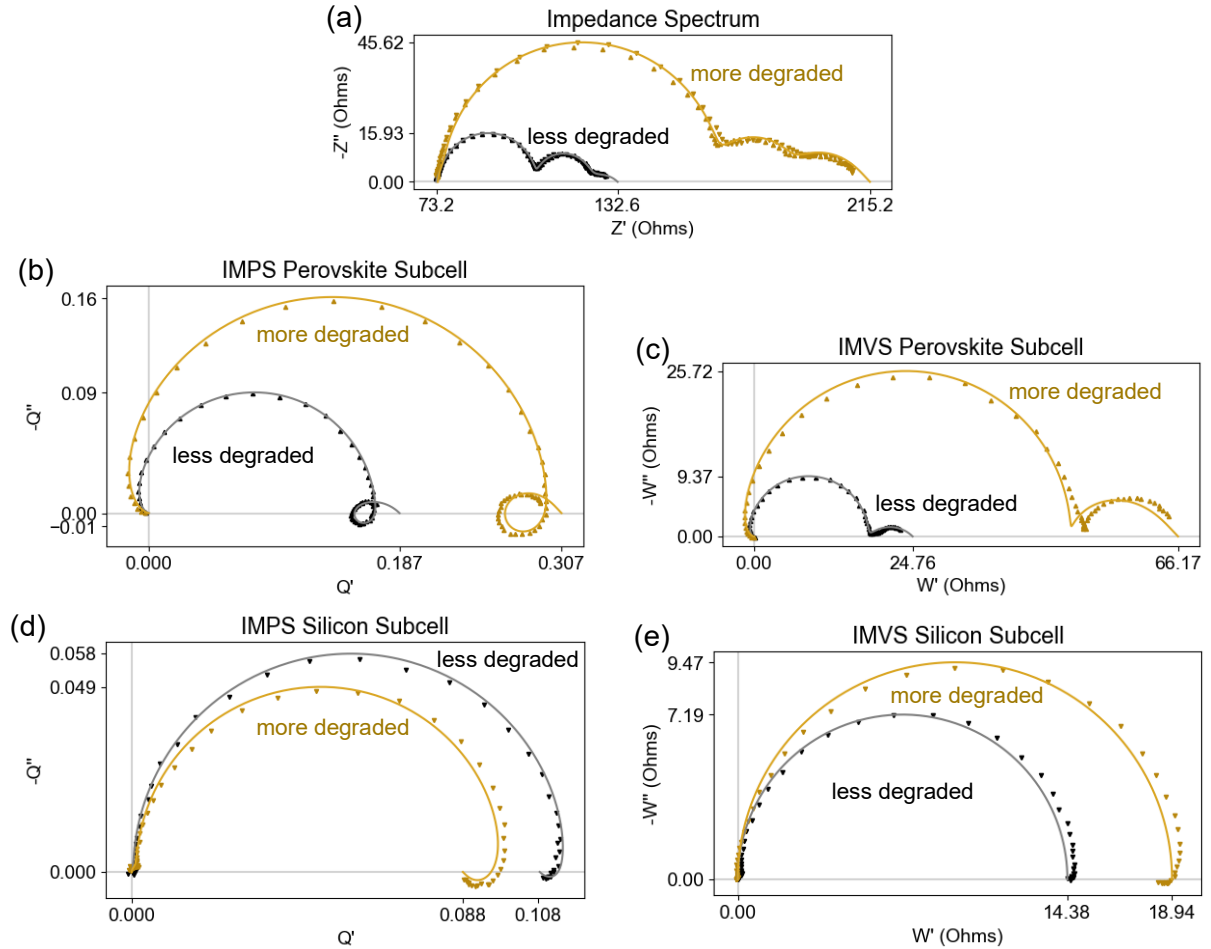 (a)
Impedance Spectrum
45.62
15.93
0.00
-Z'' (Ohms)
more degraded
less degraded
73.2
132.6
215.2
Z' (Ohms)
(b)
IMPS Perovskite Subcell
0.16
0.09
0.00
−0.01
-Q''
more degraded
less degraded
0.000
0.187
0.307
Q'
(c)
IMVS Perovskite Subcell
25.72
9.37
0.00
-W'' (Ohms)
more degraded
less degraded
0.00
24.76
66.17
W' (Ohms)
(d)
IMPS Silicon Subcell
0.058
0.049
0.000
-Q''
less degraded
more degraded
0.000
0.088
0.108
Q'
(e)
IMVS Silicon Subcell
9.47
7.19
0.00
-W'' (Ohms)
more degraded
less degraded
0.00
14.38
18.94
W' (Ohms)